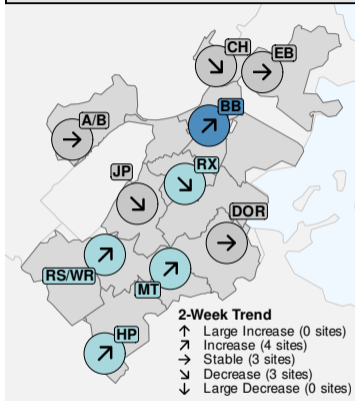 CH
EB
BB
A/B
RX
JP
DOR
RS/WR
MT
HP
2-Week Trend
↑ Large Increase (0 sites)
↗ Increase (4 sites)
→ Stable (3 sites)
↘ Decrease (3 sites)
↓ Large Decrease (0 sites)